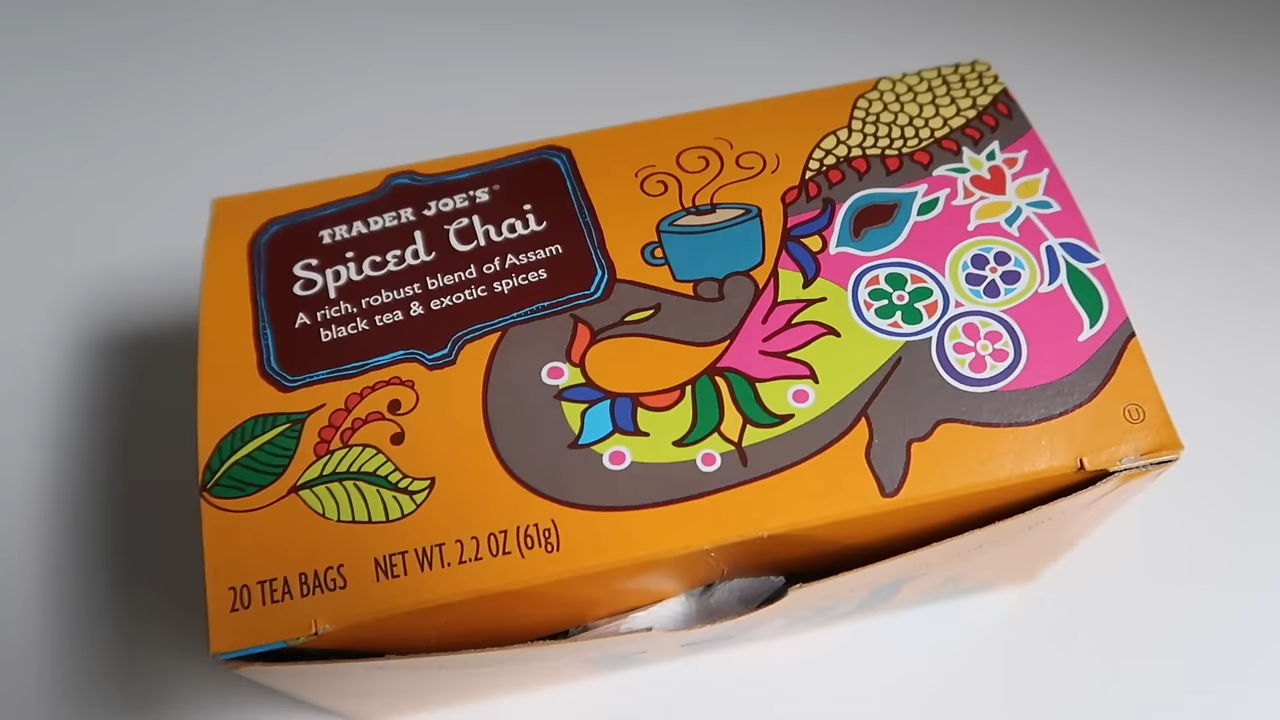 TRADER JOE'S®
Spiced Chai
A rich, robust blend of Assam
black tea & exotic spices
20 TEA BAGS NET WT. 2.2 OZ (61g)
U